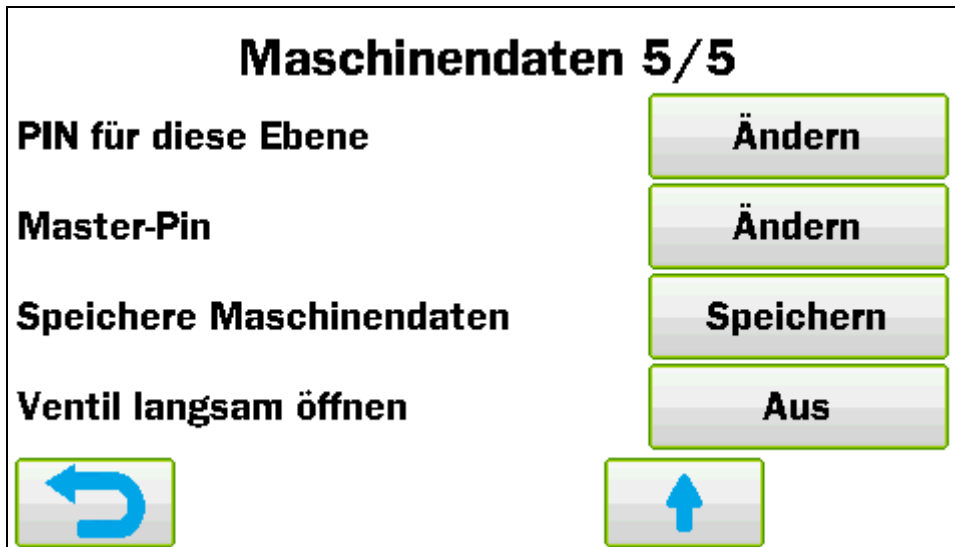 Maschinendaten 5/5
PIN für diese Ebene Ändern
Master-Pin Ändern
Speichere Maschinendaten Speichern
Ventil langsam öffnen Aus